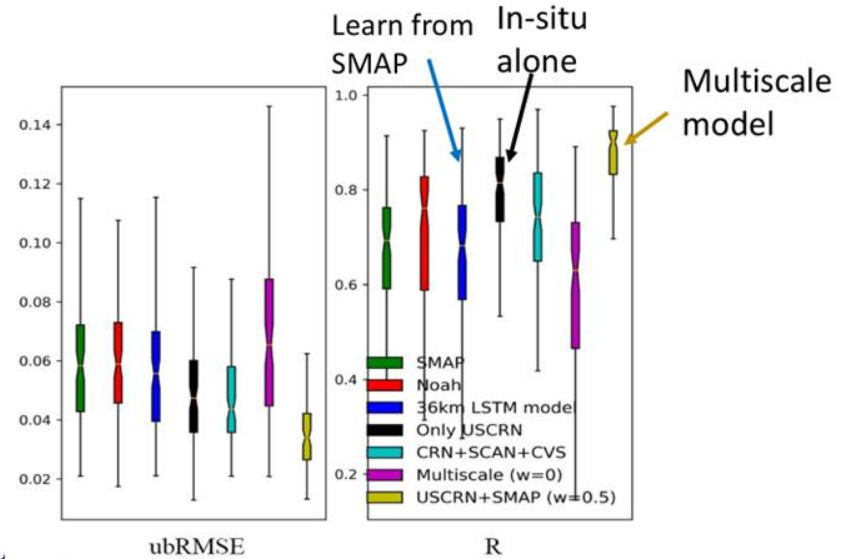 Learn from
SMAP
In-situ
alone
Multiscale
model
0.14
0.12
0.10
0.08
0.06
0.04
0.02
1.0
0.8
0.6
0.4
0.2
SMAP
Noah
36km LSTM model
Only USCRN
CRN+SCAN+CVS
Multiscale (w=0)
USCRN+SMAP (w=0.5)
ubRMSE
R